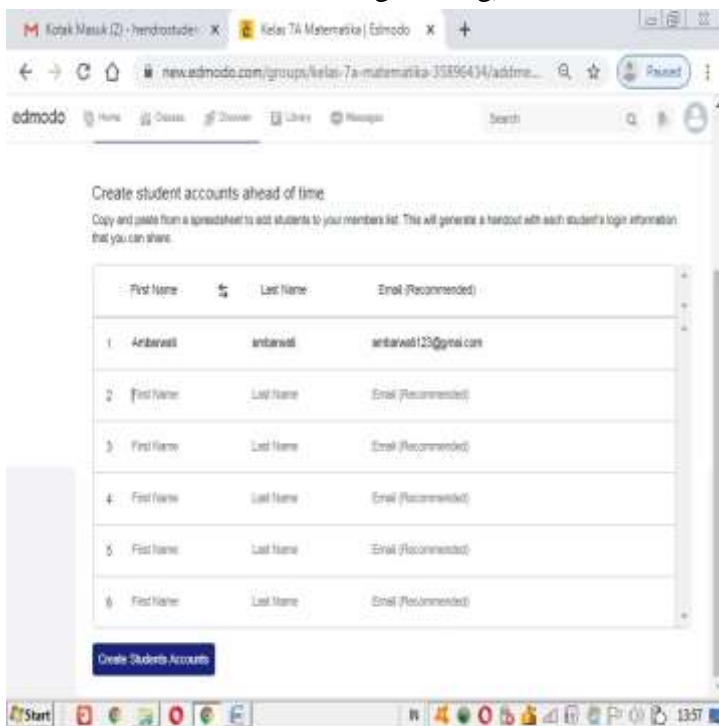 Kotak Masuk (2) - hendrostuder
Kelas 7A Matematika | Edmodo
new.edmodo.com/groups/kelas-7a-matematika-35896434/addme...
Paused
edmodo Home Classes Discover Library Messages Search
Create student accounts ahead of time
Copy and paste from a spreadsheet to add students to your members list. This will generate a handout with each student's login information
that you can share.
First Name Last Name Email (Recommended)
1 Ambarwati ambarwati ambarwati123@gmai.com
2 First Name Last Name Email (Recommended)
3 First Name Last Name Email (Recommended)
4 First Name Last Name Email (Recommended)
5 First Name Last Name Email (Recommended)
6 First Name Last Name Email (Recommended)
Create Students Accounts
Start IN 13:57